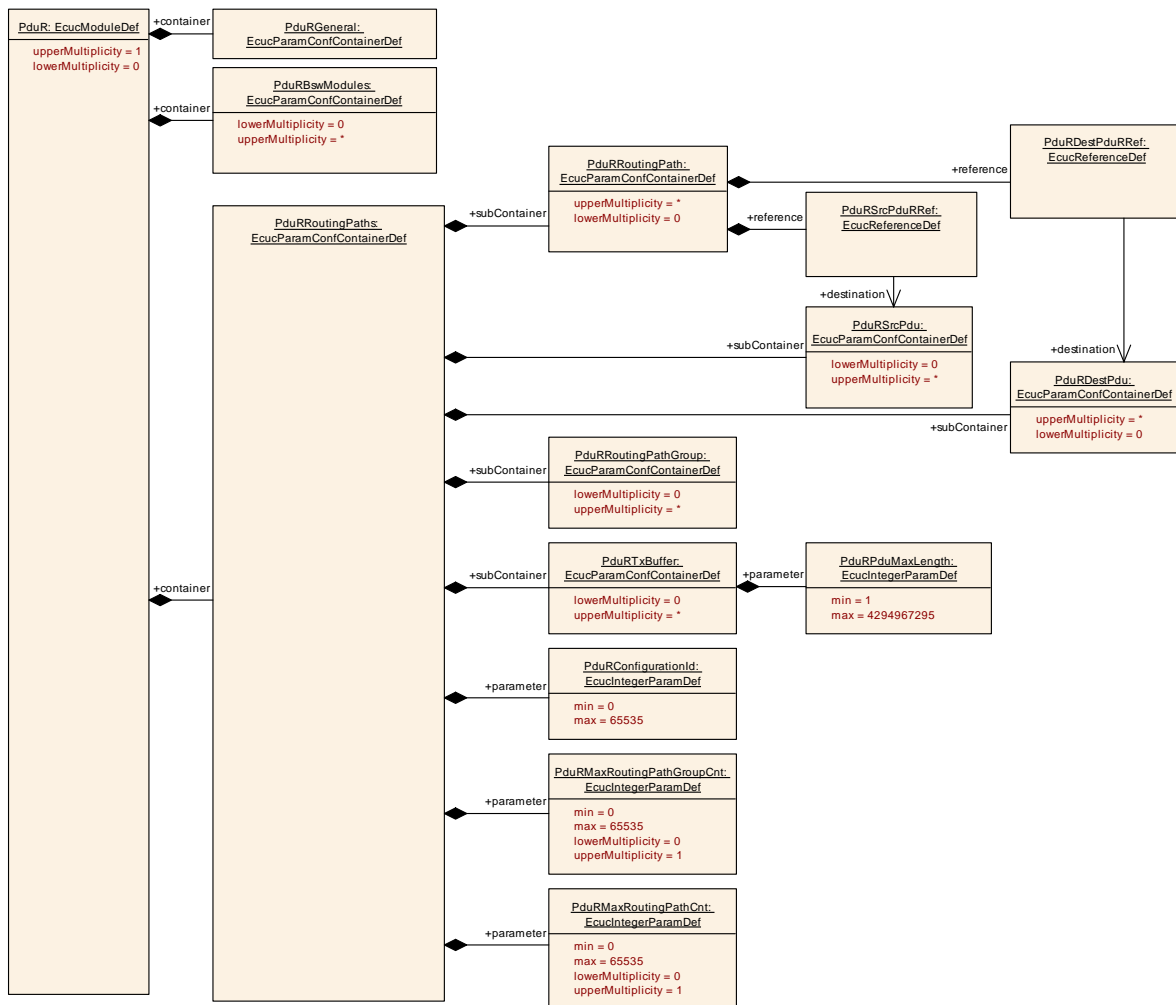 PduR: EcucModuleDef
upperMultiplicity = 1
lowerMultiplicity = 0
+container
PduRGeneral:
EcucParamConfContainerDef
+container
PduRBswModules:
EcucParamConfContainerDef
lowerMultiplicity = 0
upperMultiplicity = *
+container
PduRRoutingPaths:
EcucParamConfContainerDef
+subContainer
PduRRoutingPath:
EcucParamConfContainerDef
upperMultiplicity = *
lowerMultiplicity = 0
+reference
PduRDestPduRRef:
EcucReferenceDef
+reference
PduRSrcPduRRef:
EcucReferenceDef
+destination
+subContainer
PduRSrcPdu:
EcucParamConfContainerDef
lowerMultiplicity = 0
upperMultiplicity = *
+destination
+subContainer
PduRDestPdu:
EcucParamConfContainerDef
upperMultiplicity = *
lowerMultiplicity = 0
+subContainer
PduRRoutingPathGroup:
EcucParamConfContainerDef
lowerMultiplicity = 0
upperMultiplicity = *
+subContainer
PduRTxBuffer:
EcucParamConfContainerDef
lowerMultiplicity = 0
upperMultiplicity = *
+parameter
PduRPduMaxLength:
EcucIntegerParamDef
min = 1
max = 4294967295
+parameter
PduRConfigurationId:
EcucIntegerParamDef
min = 0
max = 65535
+parameter
PduRMaxRoutingPathGroupCnt:
EcucIntegerParamDef
min = 0
max = 65535
lowerMultiplicity = 0
upperMultiplicity = 1
+parameter
PduRMaxRoutingPathCnt:
EcucIntegerParamDef
min = 0
max = 65535
lowerMultiplicity = 0
upperMultiplicity = 1